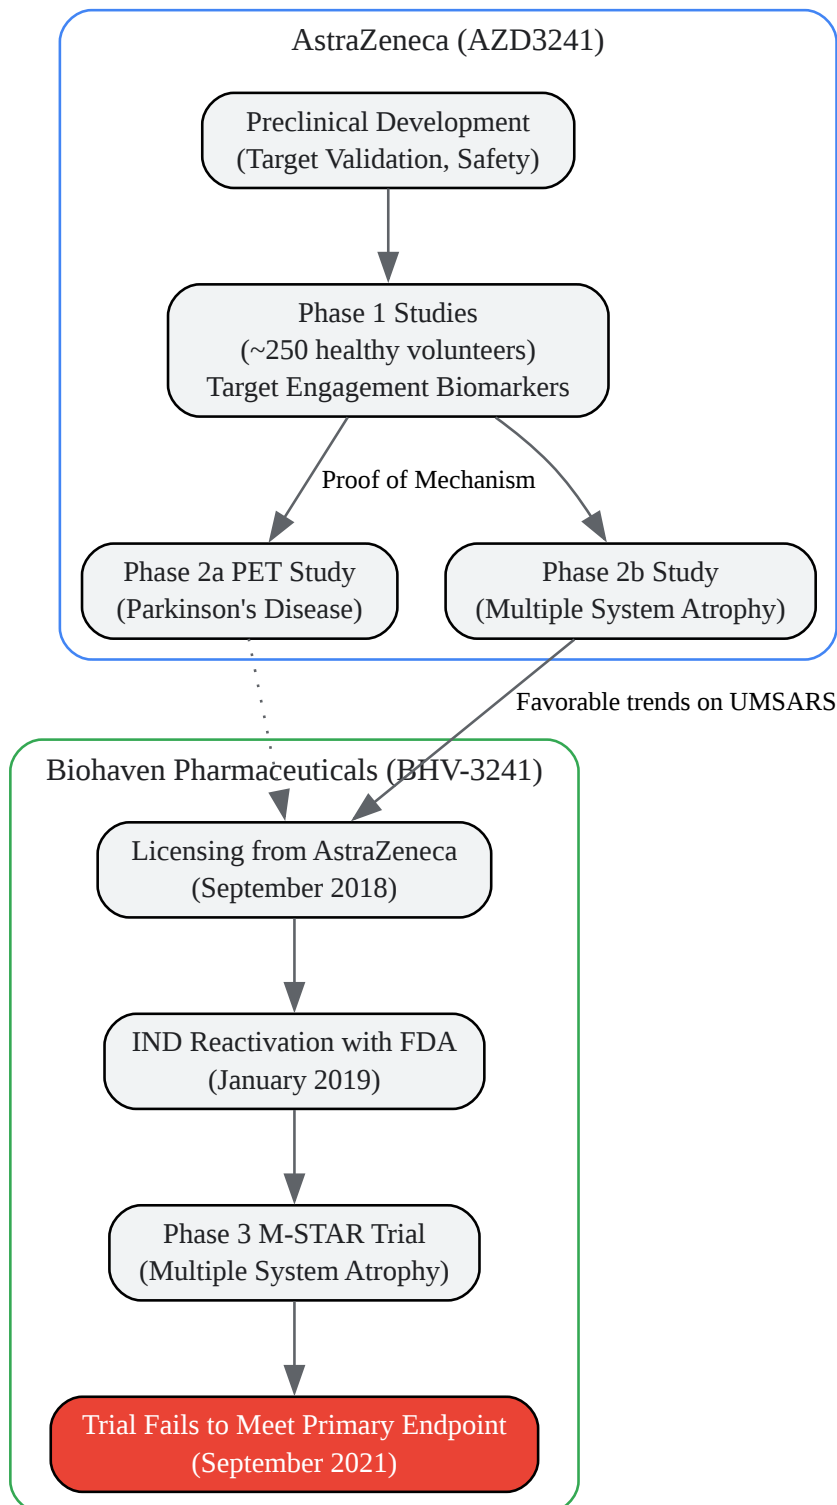 AstraZeneca (AZD3241)
Preclinical Development
(Target Validation, Safety)
Phase 1 Studies
(~250 healthy volunteers)
Target Engagement Biomarkers
Proof of Mechanism
Phase 2a PET Study
(Parkinson's Disease)
Phase 2b Study
(Multiple System Atrophy)
Favorable trends on UMSARS
Biohaven Pharmaceuticals (BHV-3241)
Licensing from AstraZeneca
(September 2018)
IND Reactivation with FDA
(January 2019)
Phase 3 M-STAR Trial
(Multiple System Atrophy)
Trial Fails to Meet Primary Endpoint
(September 2021)